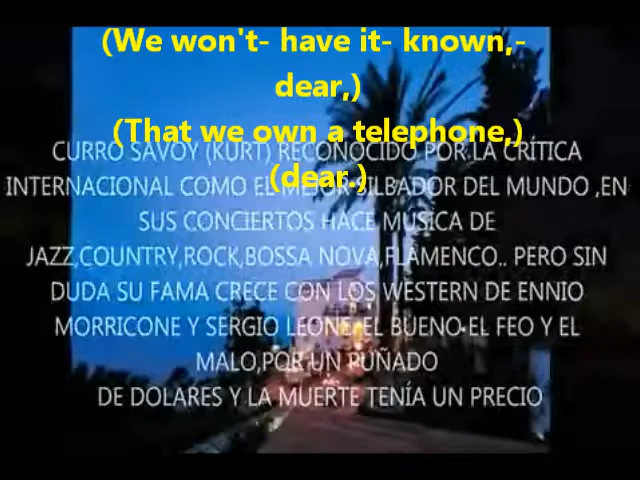 (We won't- have it- known,-
dear,)
(That we own a telephone,)
(dear.)
CURRO SAVOY (KURT) RECONOCIDO POR LA CRÍTICA
INTERNACIONAL COMO EL MEJOR SILBADOR DEL MUNDO ,EN
SUS CONCIERTOS HACE MUSICA DE
JAZZ,COUNTRY,ROCK,BOSSA NOVA,FLAMENCO.. PERO SIN
DUDA SU FAMA CRECE CON LOS WESTERN DE ENNIO
MORRICONE Y SERGIO LEONE, EL BUENO EL FEO Y EL
MALO,POR UN PUÑADO
DE DOLARES Y LA MUERTE TENÍA UN PRECIO